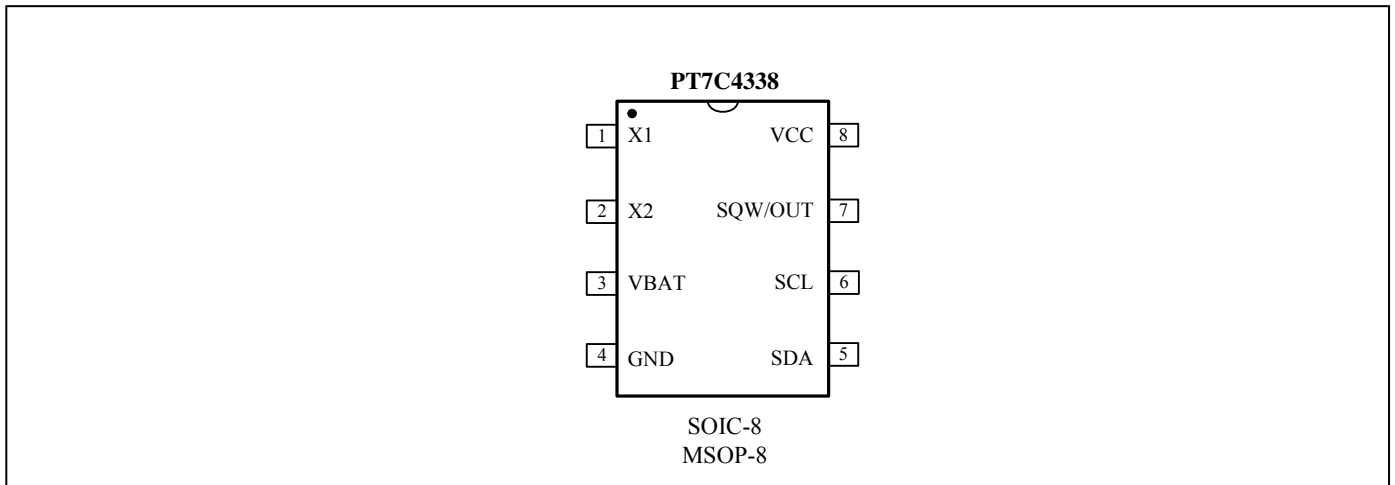 PT7C4338
1 X1 VCC 8
2 X2 SQW/OUT 7
3 VBAT SCL 6
4 GND SDA 5
SOIC-8
MSOP-8